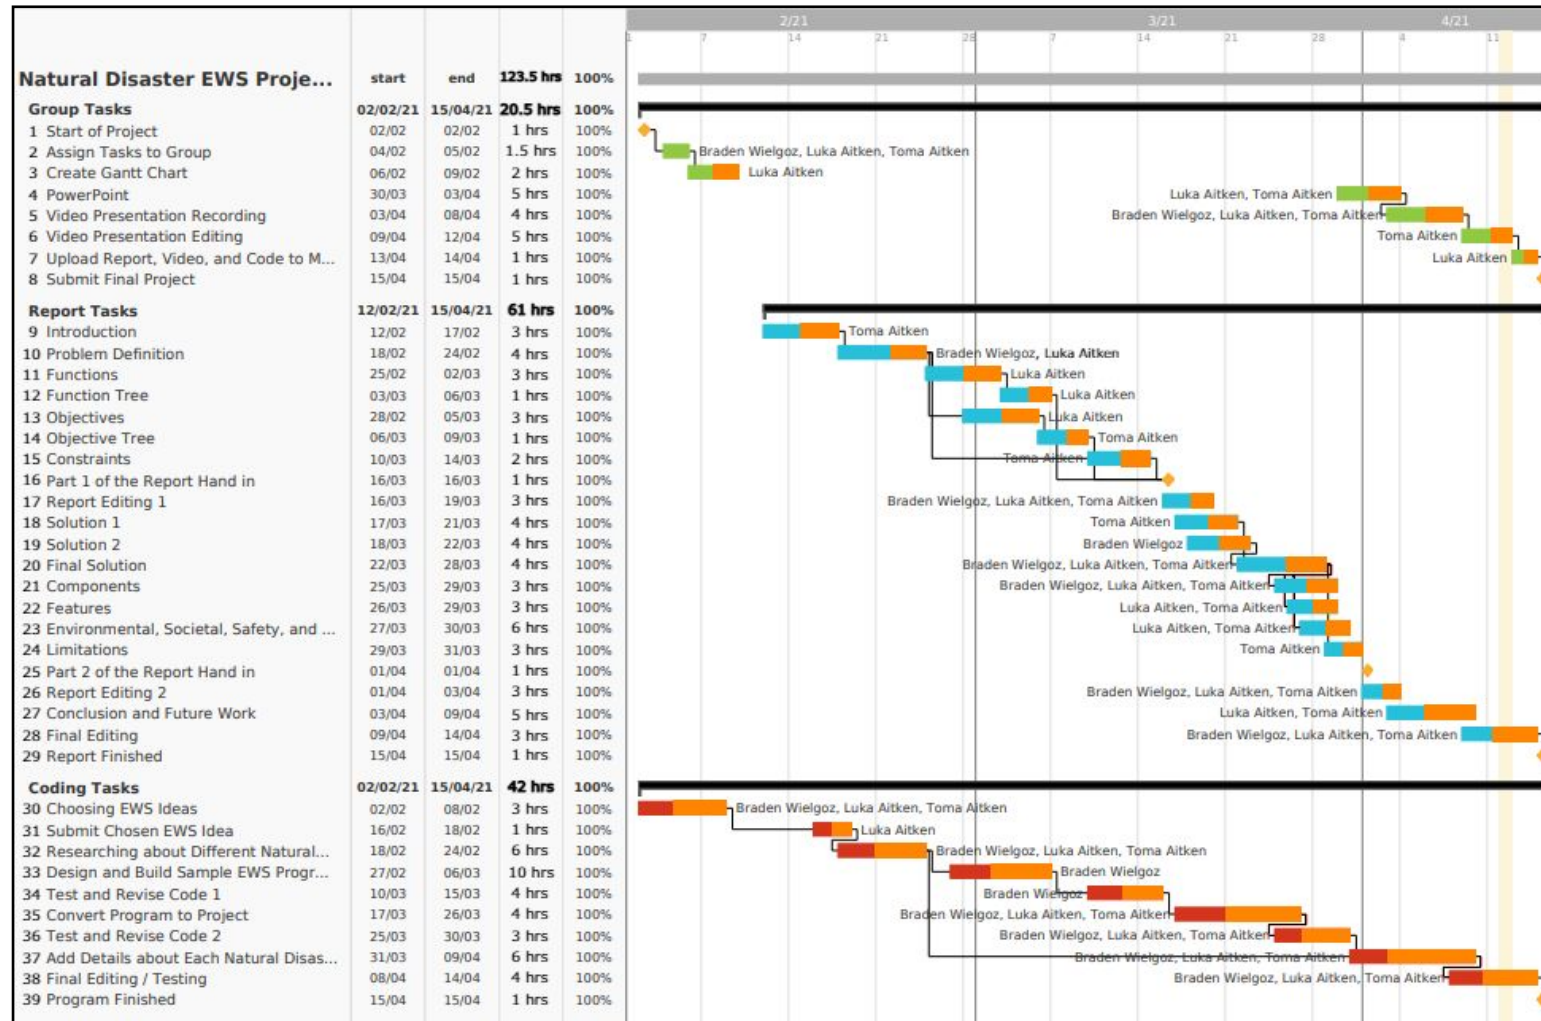 2/21 3/21 4/21
1 7 14 21 28 7 14 21 28 4 11
Natural Disaster EWS Proje... start end 123.5 hrs 100%
Group Tasks 02/02/21 15/04/21 20.5 hrs 100%
1 Start of Project 02/02 02/02 1 hrs 100%
2 Assign Tasks to Group 04/02 05/02 1.5 hrs 100% Braden Wielgoz, Luka Aitken, Toma Aitken
3 Create Gantt Chart 06/02 09/02 2 hrs 100% Luka Aitken
4 PowerPoint 30/03 03/04 5 hrs 100% Luka Aitken, Toma Aitken
5 Video Presentation Recording 03/04 08/04 4 hrs 100% Braden Wielgoz, Luka Aitken, Toma Aitken
6 Video Presentation Editing 09/04 12/04 5 hrs 100% Toma Aitken
7 Upload Report, Video, and Code to M... 13/04 14/04 1 hrs 100% Luka Aitken
8 Submit Final Project 15/04 15/04 1 hrs 100%
Report Tasks 12/02/21 15/04/21 61 hrs 100%
9 Introduction 12/02 17/02 3 hrs 100% Toma Aitken
10 Problem Definition 18/02 24/02 4 hrs 100% Braden Wielgoz, Luka Aitken
11 Functions 25/02 02/03 3 hrs 100% Luka Aitken
12 Function Tree 03/03 06/03 1 hrs 100% Luka Aitken
13 Objectives 28/02 05/03 3 hrs 100% Luka Aitken
14 Objective Tree 06/03 09/03 1 hrs 100% Toma Aitken
15 Constraints 10/03 14/03 2 hrs 100% Toma Aitken
16 Part 1 of the Report Hand in 16/03 16/03 1 hrs 100%
17 Report Editing 1 16/03 19/03 3 hrs 100% Braden Wielgoz, Luka Aitken, Toma Aitken
18 Solution 1 17/03 21/03 4 hrs 100% Toma Aitken
19 Solution 2 18/03 22/03 4 hrs 100% Braden Wielgoz
20 Final Solution 22/03 28/03 4 hrs 100% Braden Wielgoz, Luka Aitken, Toma Aitken
21 Components 25/03 29/03 3 hrs 100% Braden Wielgoz, Luka Aitken, Toma Aitken
22 Features 26/03 29/03 3 hrs 100% Luka Aitken, Toma Aitken
23 Environmental, Societal, Safety, and ... 27/03 30/03 6 hrs 100% Luka Aitken, Toma Aitken
24 Limitations 29/03 31/03 3 hrs 100% Toma Aitken
25 Part 2 of the Report Hand in 01/04 01/04 1 hrs 100%
26 Report Editing 2 01/04 03/04 3 hrs 100% Braden Wielgoz, Luka Aitken, Toma Aitken
27 Conclusion and Future Work 03/04 09/04 5 hrs 100% Luka Aitken, Toma Aitken
28 Final Editing 09/04 14/04 3 hrs 100% Braden Wielgoz, Luka Aitken, Toma Aitken
29 Report Finished 15/04 15/04 1 hrs 100%
Coding Tasks 02/02/21 15/04/21 42 hrs 100%
30 Choosing EWS Ideas 02/02 08/02 3 hrs 100% Braden Wielgoz, Luka Aitken, Toma Aitken
31 Submit Chosen EWS Idea 16/02 18/02 1 hrs 100% Luka Aitken
32 Researching about Different Natural... 18/02 24/02 6 hrs 100% Braden Wielgoz, Luka Aitken, Toma Aitken
33 Design and Build Sample EWS Progr... 27/02 06/03 10 hrs 100% Braden Wielgoz
34 Test and Revise Code 1 10/03 15/03 4 hrs 100% Braden Wielgoz
35 Convert Program to Project 17/03 26/03 4 hrs 100% Braden Wielgoz, Luka Aitken, Toma Aitken
36 Test and Revise Code 2 25/03 30/03 3 hrs 100% Braden Wielgoz, Luka Aitken, Toma Aitken
37 Add Details about Each Natural Disas... 31/03 09/04 6 hrs 100% Braden Wielgoz, Luka Aitken, Toma Aitken
38 Final Editing / Testing 08/04 14/04 4 hrs 100% Braden Wielgoz, Luka Aitken, Toma Aitken
39 Program Finished 15/04 15/04 1 hrs 100%